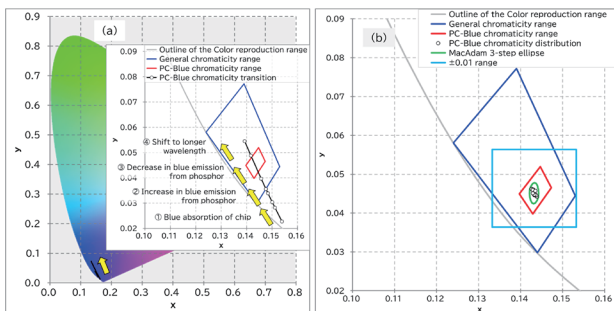 (a)
Outline of the Color reproduction range
General chromaticity range
PC-Blue chromaticity range
PC-Blue chromaticity transition
④ Shift to longer
wavelength
③ Decrease in blue emission
from phosphor
② Increase in blue emission
from phosphor
① Blue absorption of chip
0.09
0.08
0.07
0.06
0.05
0.04
0.03
0.02
y
0.10 0.11 0.12 0.13 0.14 0.15 0.16
x
0.9
0.8
0.7
0.6
0.5
0.4
0.3
0.2
0.1
0.0
y
0.0 0.1 0.2 0.3 0.4 0.5 0.6 0.7 0.8
x
(b)
Outline of the Color reproduction range
General chromaticity range
PC-Blue chromaticity range
PC-Blue chromaticity distribution
MacAdam 3-step ellipse
±0.01 range
0.09
0.08
0.07
0.06
0.05
0.04
0.03
0.02
y
0.10 0.11 0.12 0.13 0.14 0.15 0.16
x